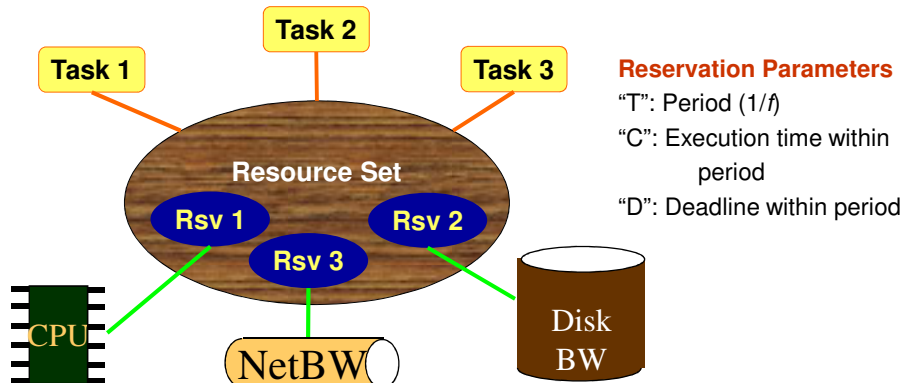 Task 1
Task 2
Task 3
Resource Set
Rsv 1
Rsv 2
Rsv 3
CPU
NetBW
Disk
BW
Reservation Parameters
“T”: Period (1/f)
“C”: Execution time within
period
“D”: Deadline within period